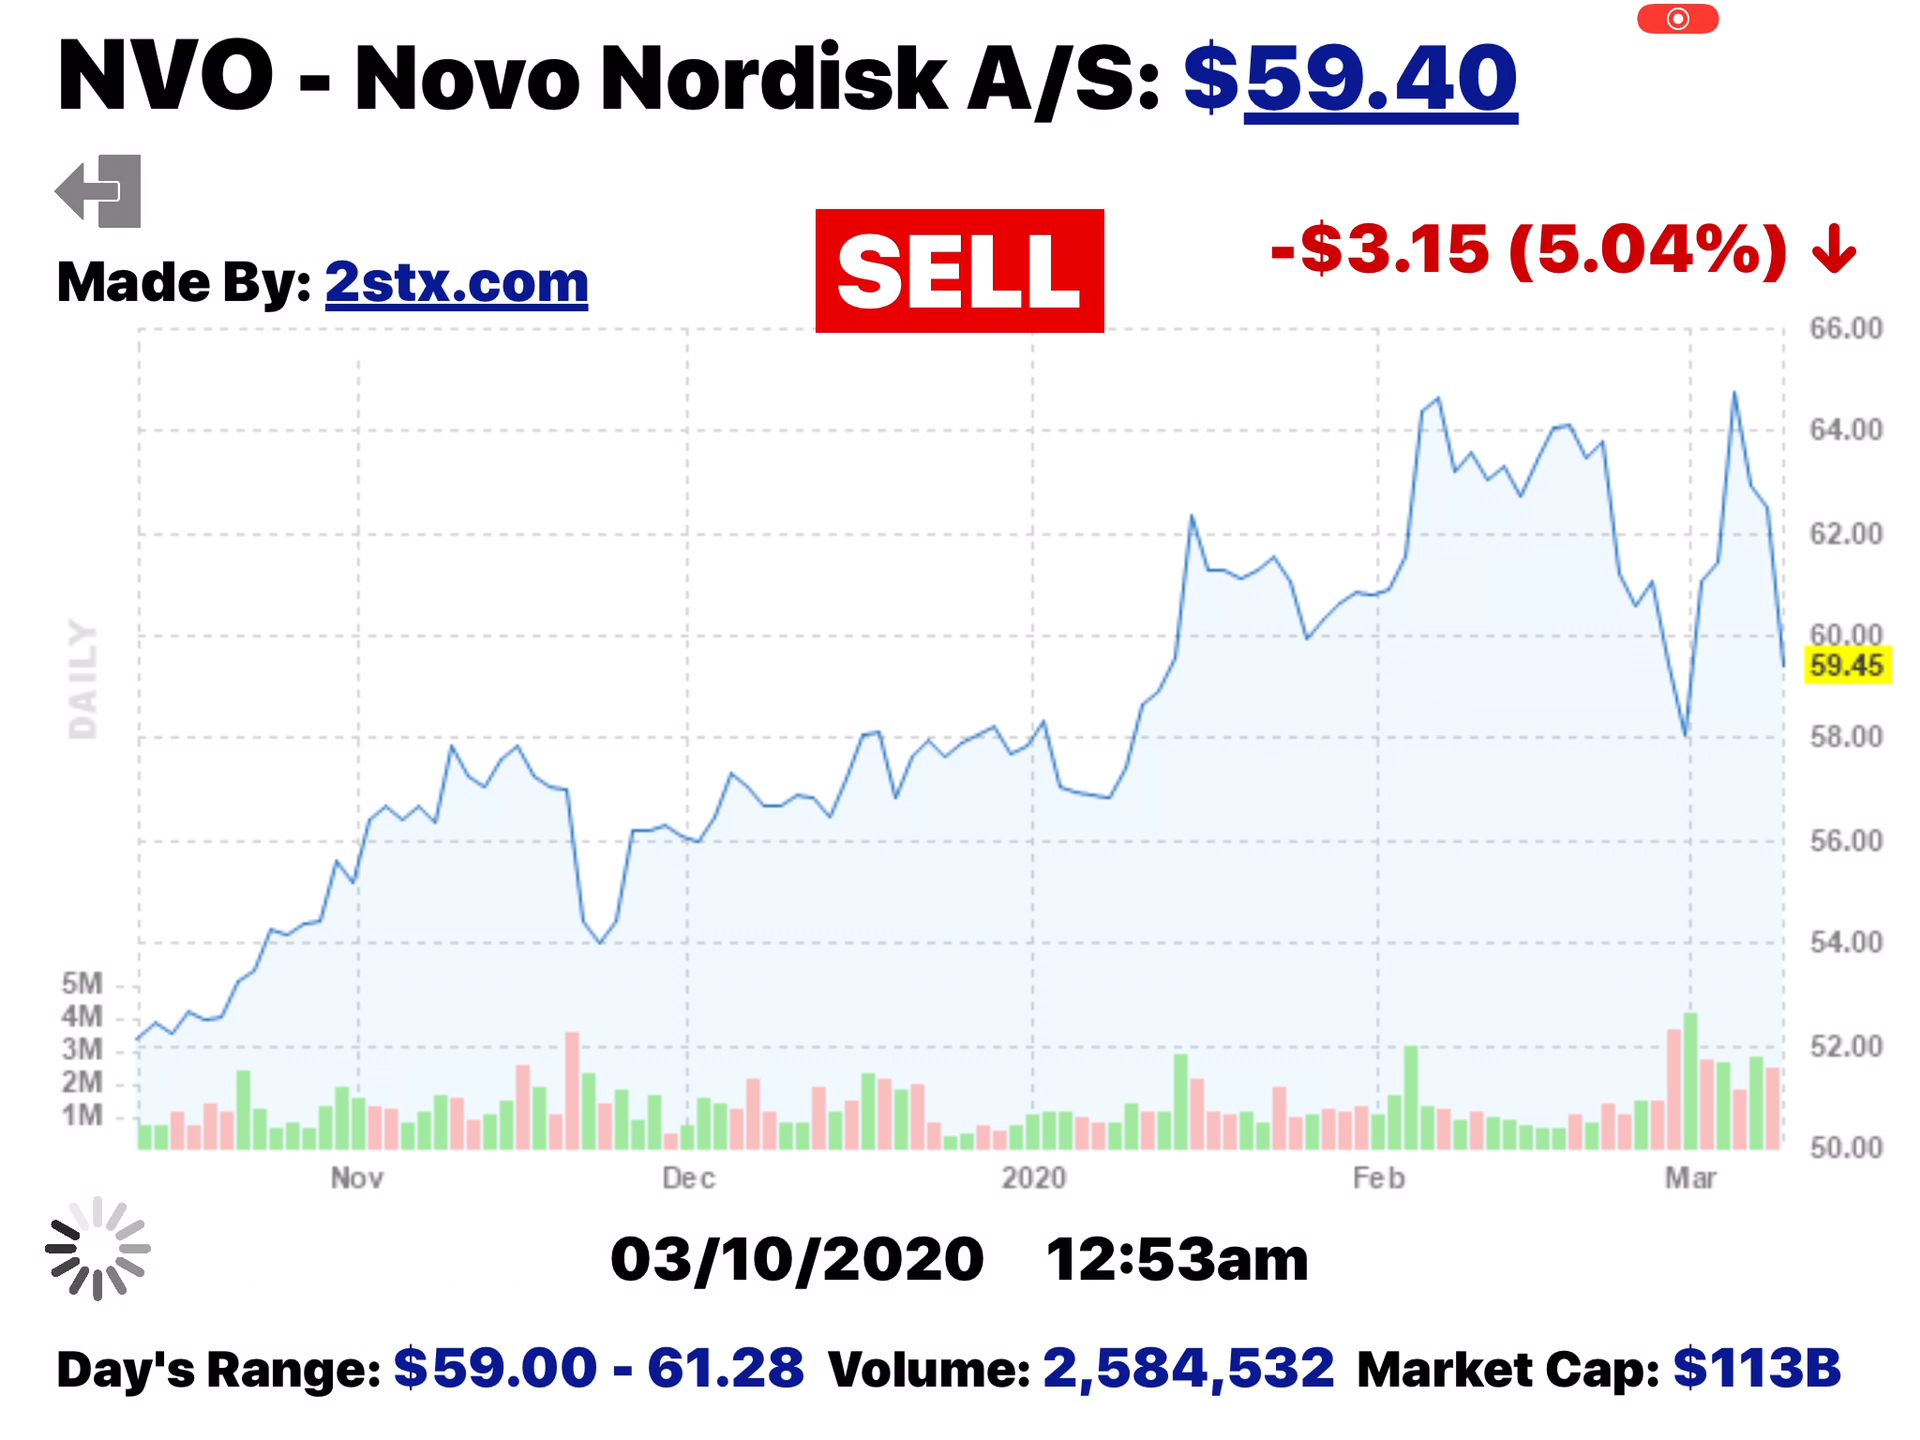 NVO - Novo Nordisk A/S: $59.40
SELL
-$3.15 (5.04%) ↓
Made By: 2stx.com
66.00
64.00
62.00
60.00
59.45
58.00
56.00
54.00
52.00
50.00
DAILY
5M
4M
3M
2M
1M
Nov Dec 2020 Feb Mar
03/10/2020 12:53am
Day's Range: $59.00 - 61.28 Volume: 2,584,532 Market Cap: $113B